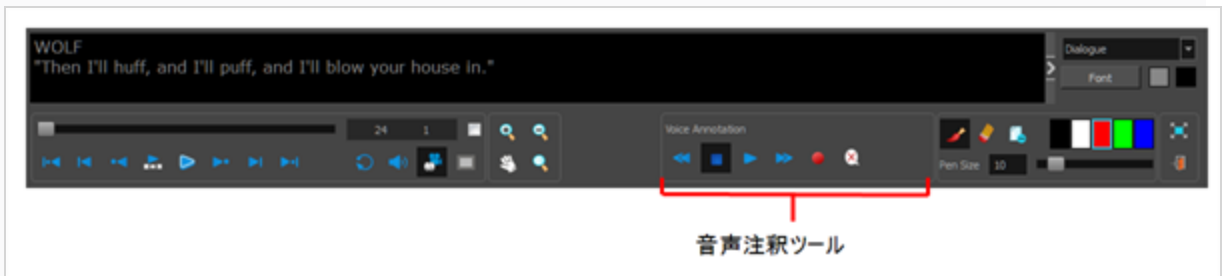 WOLF
"Then I'll huff, and I'll puff, and I'll blow your house in."
Dialogue
Font
24 1
Voice Annotation
Pen Size 10
音声注釈ツール